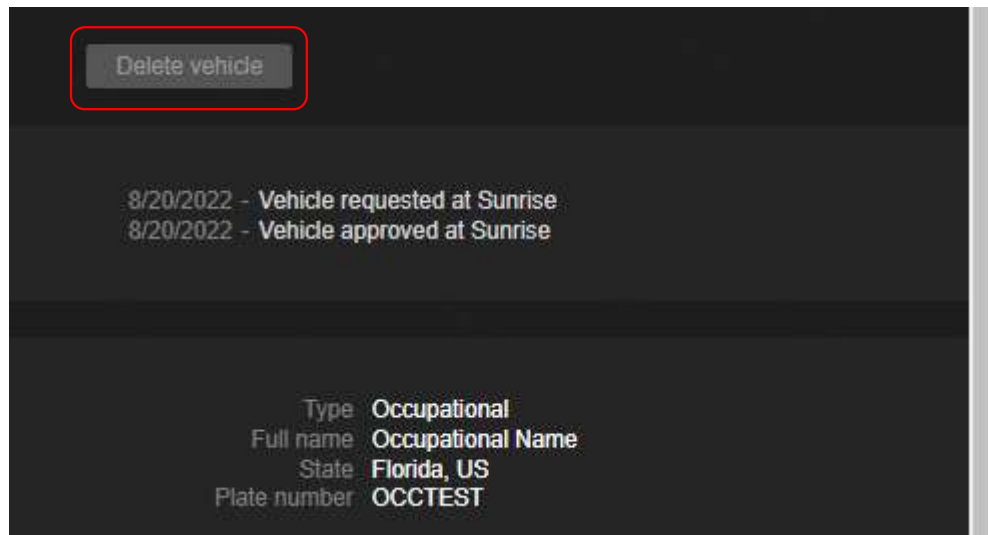 Delete vehicle
8/20/2022 - Vehicle requested at Sunrise
8/20/2022 - Vehicle approved at Sunrise
Type Occupational
Full name Occupational Name
State Florida, US
Plate number OCCTEST